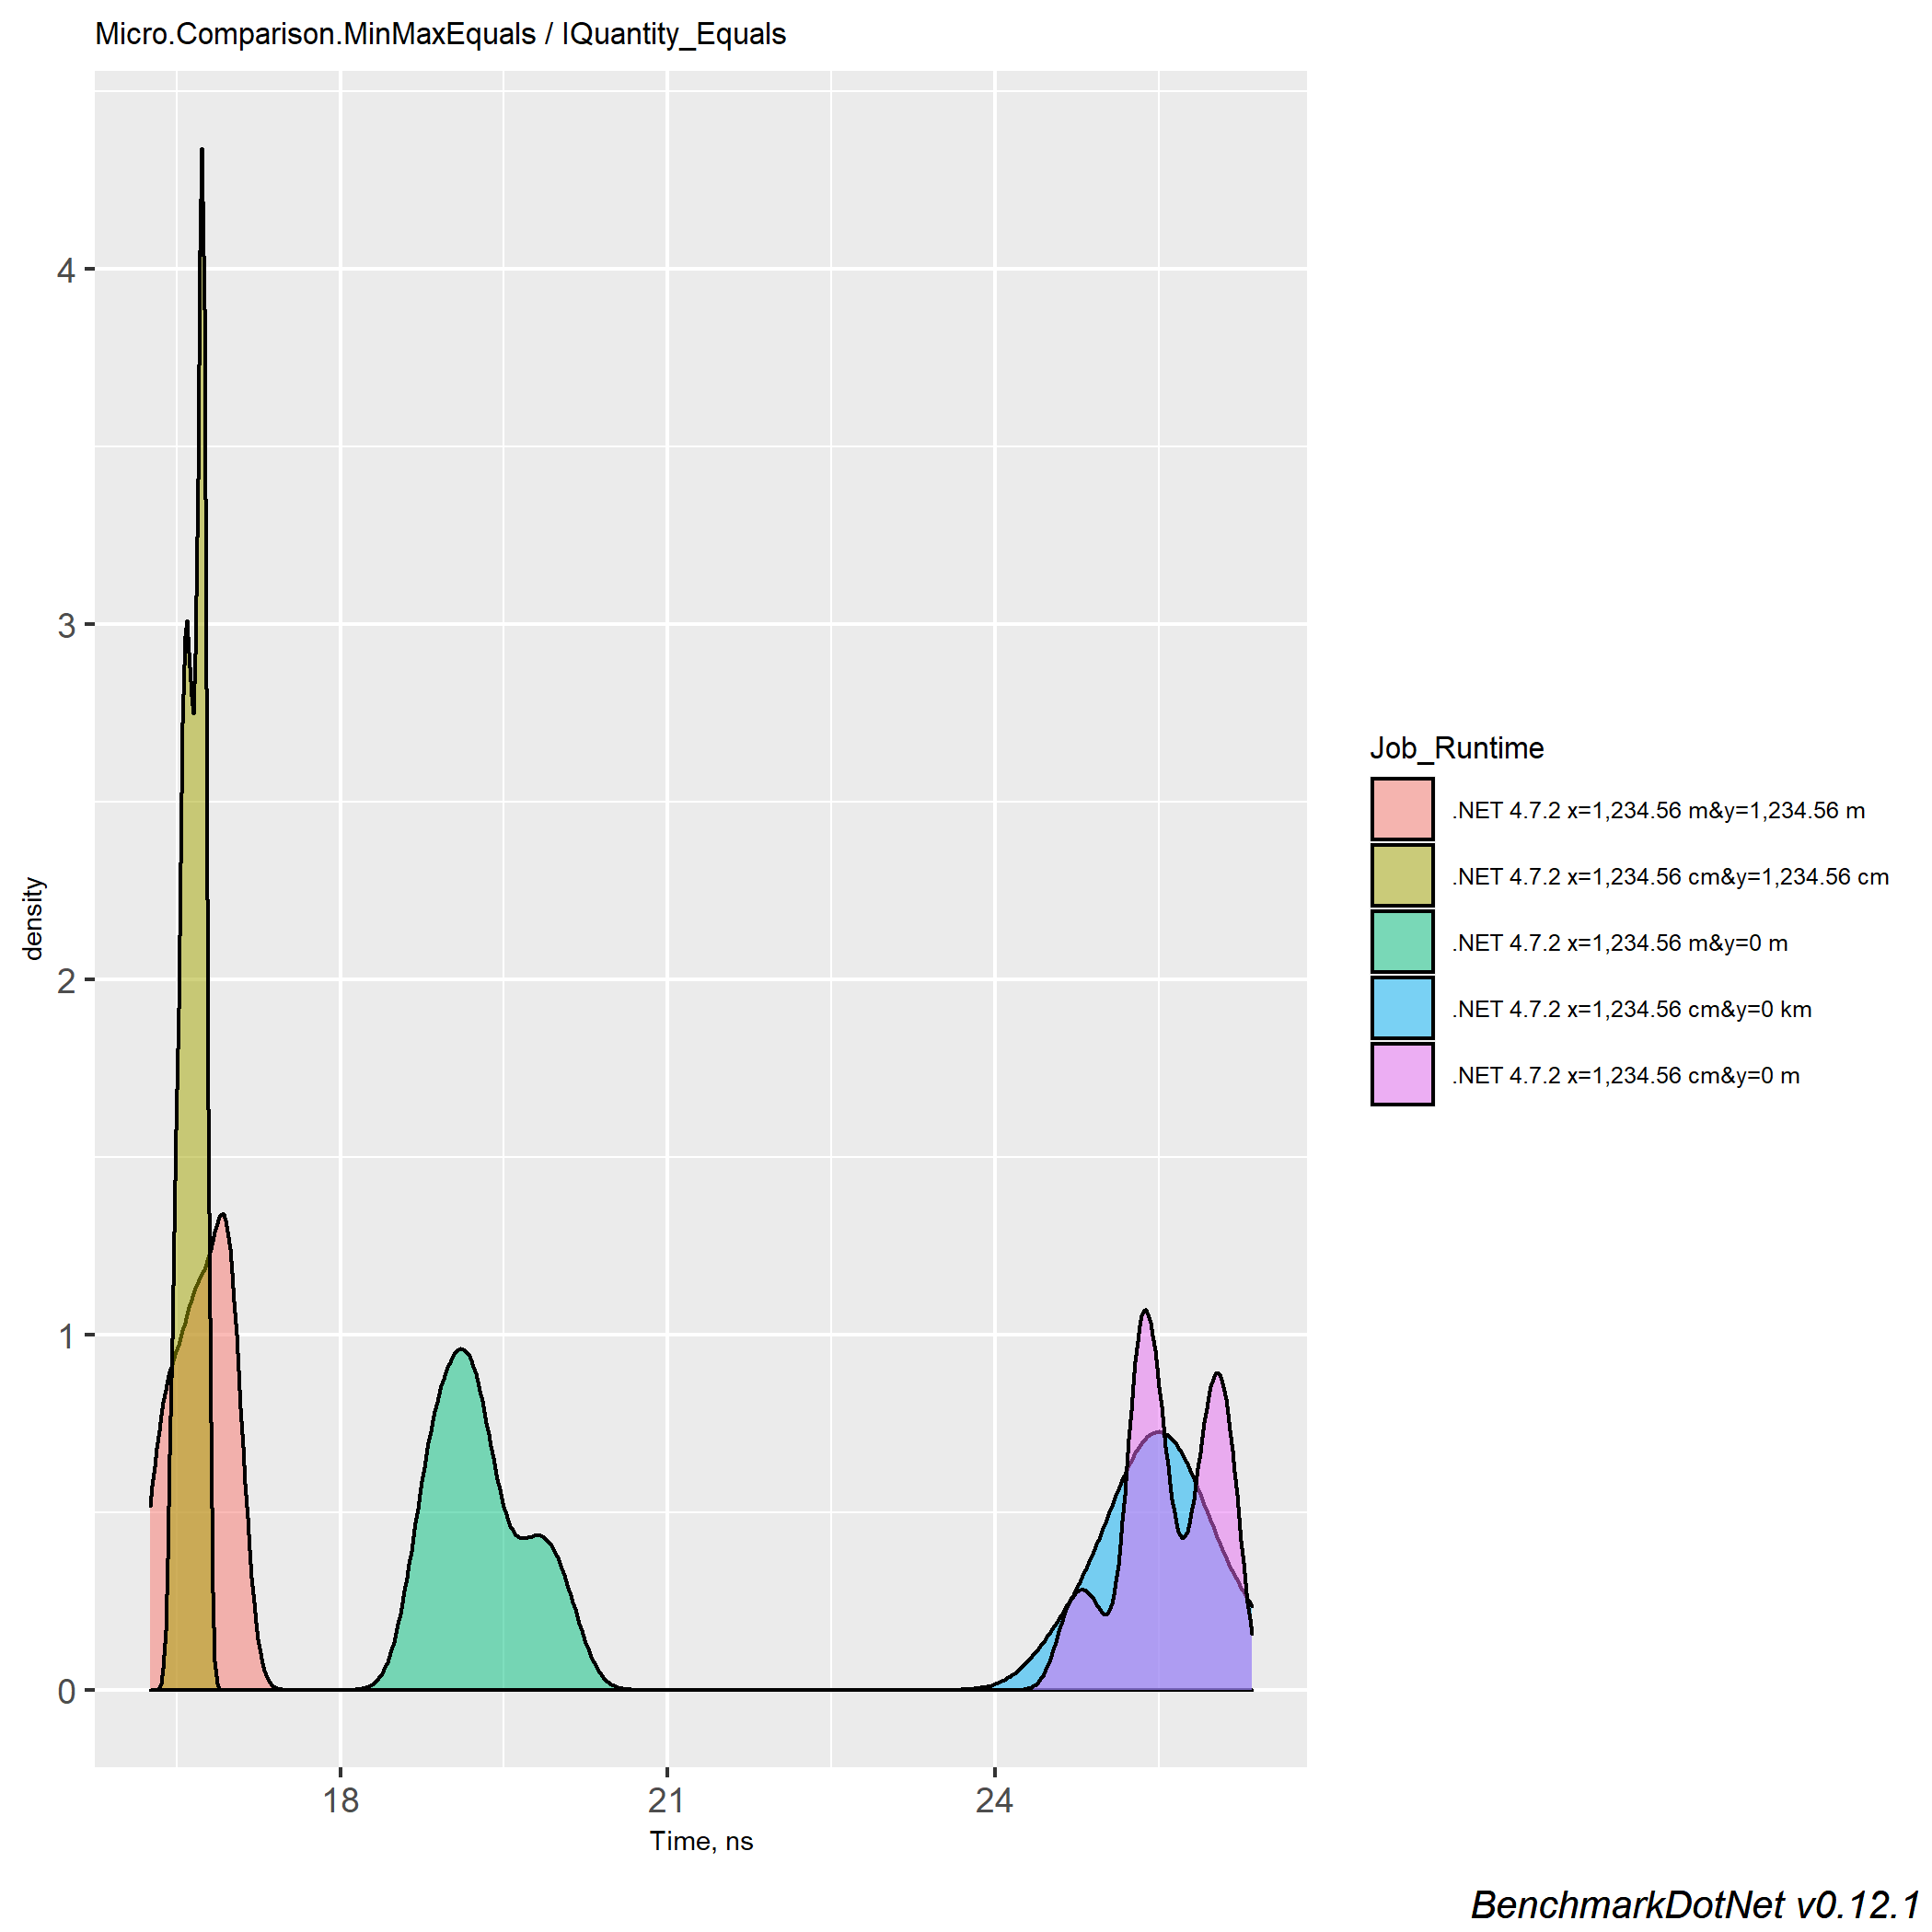 Micro.Comparison.MinMaxEquals / IQuantity_Equals
4
3
2
1
0
density
18
21
24
Time, ns
Job_Runtime
.NET 4.7.2 x=1,234.56 m&y=1,234.56 m
.NET 4.7.2 x=1,234.56 cm&y=1,234.56 cm
.NET 4.7.2 x=1,234.56 m&y=0 m
.NET 4.7.2 x=1,234.56 cm&y=0 km
.NET 4.7.2 x=1,234.56 cm&y=0 m
BenchmarkDotNet v0.12.1